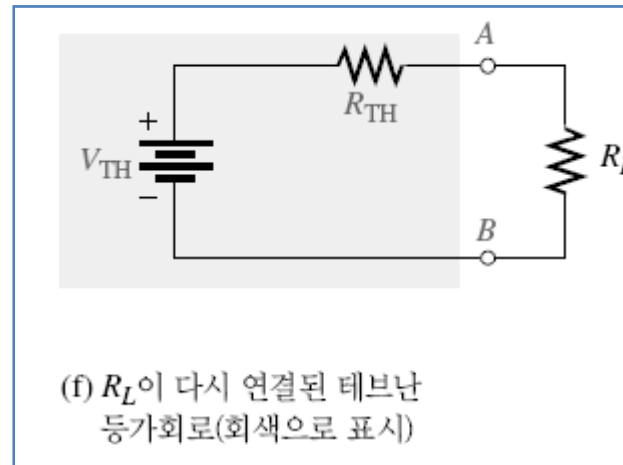 A
+
R_TH
V_TH
R_L
−
B
(f) R_L이 다시 연결된 테브난
등가회로(회색으로 표시)